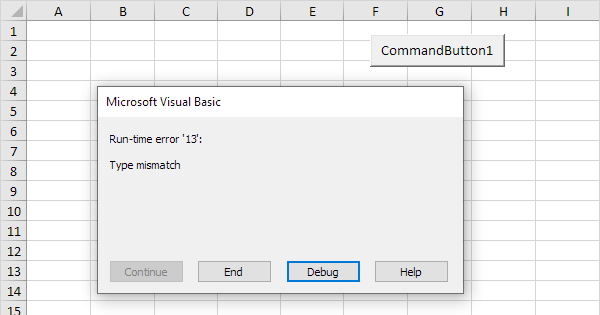 A B C D E F G H I
1
2
CommandButton1
3
4
Microsoft Visual Basic
5
6
Run-time error '13':
7
Type mismatch
8
9
10
11
12
13
Continue End Debug Help
14
15